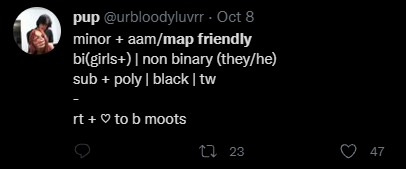 pup @urbloodyluvrr · Oct 8
minor + aam/map friendly
bi(girls+) | non binary (they/he)
sub + poly | black | tw
-
rt + ♡ to b moots
23 47